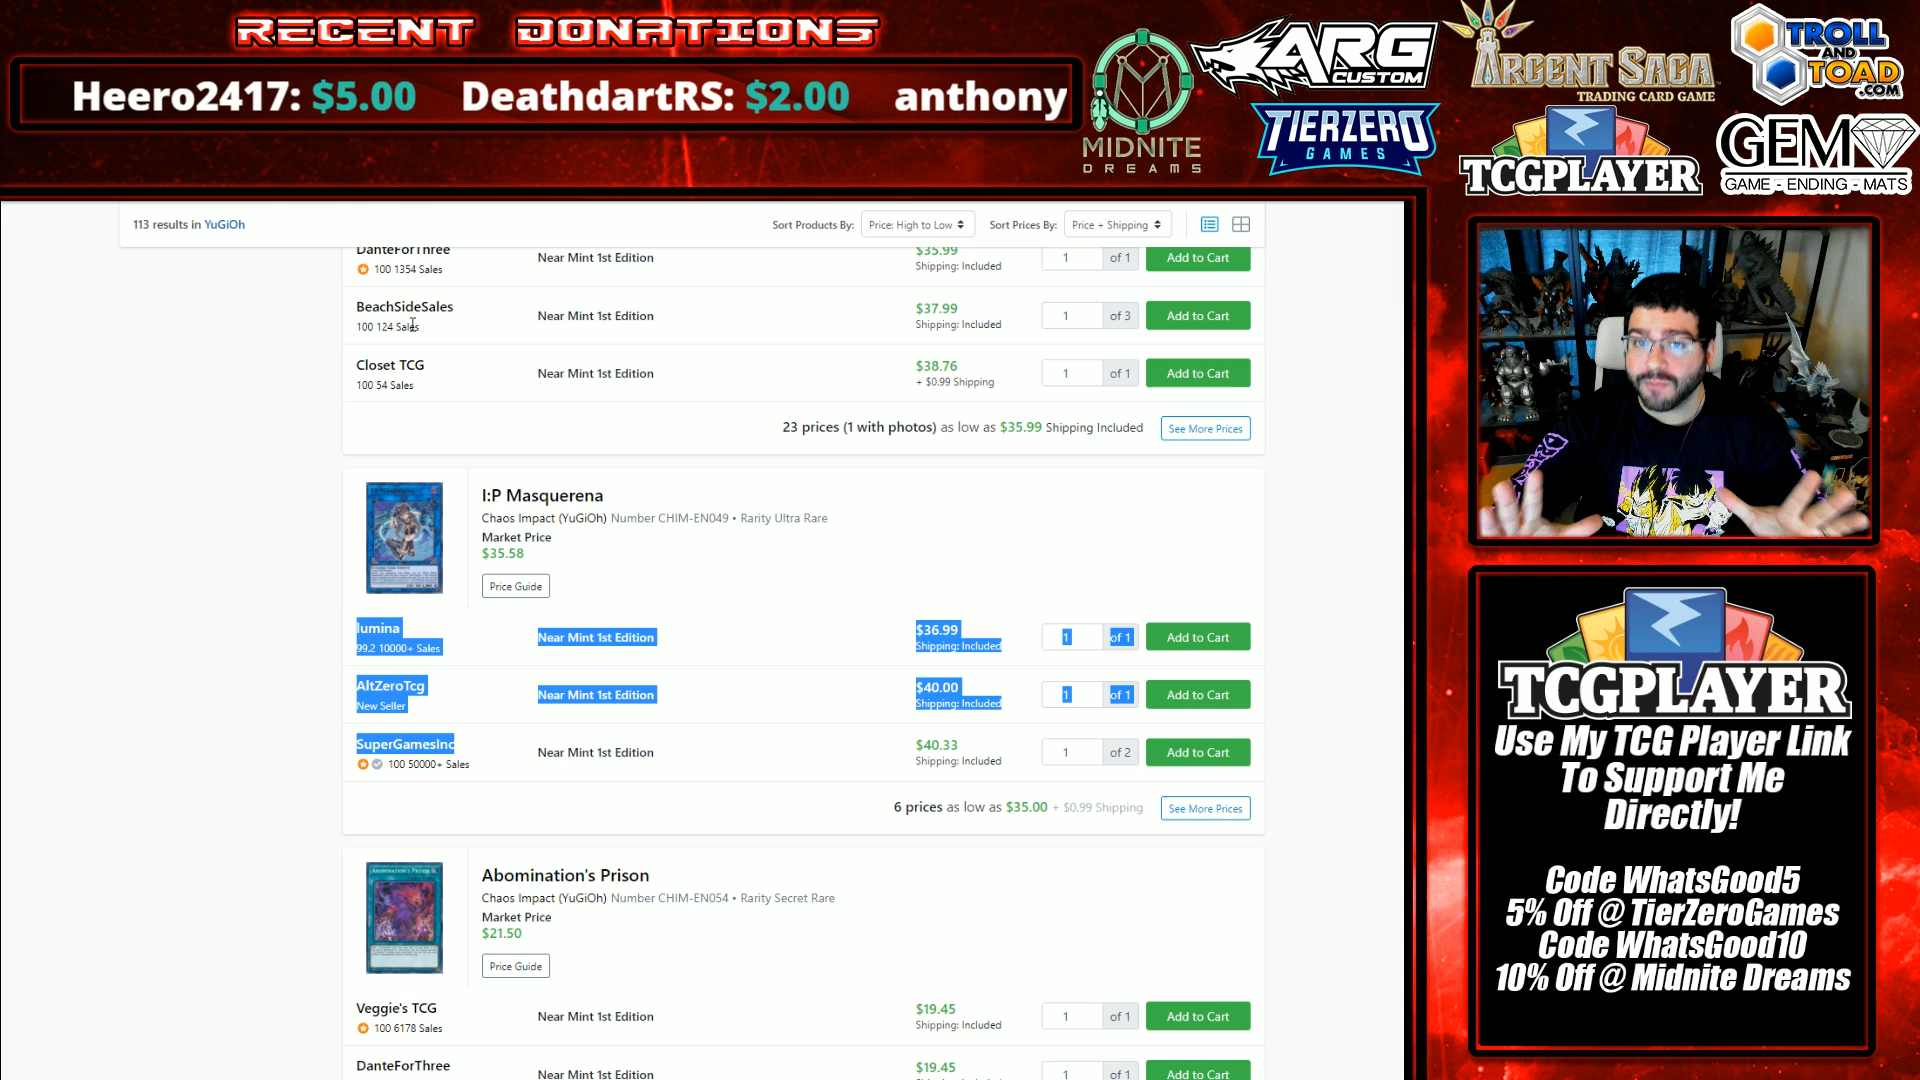 RECENT DONATIONS
Heero2417: $5.00 DeathdartRS: $2.00 anthony
MIDNITE
DREAMS
ARG
CUSTOM
TIERZERO
GAMES
ARGENT SAGA
TRADING CARD GAME
TROLL
AND
TOAD
.COM
TCGPLAYER
GEM
GAME - ENDING - MATS
113 results in YuGiOh
Sort Products By: Price: High to Low
Sort Prices By: Price + Shipping
DanteForThree
100 1354 Sales
Near Mint 1st Edition
$35.99
Shipping: Included
1 of 1
Add to Cart
BeachSideSales
100 124 Sales
Near Mint 1st Edition
$37.99
Shipping: Included
1 of 3
Add to Cart
Closet TCG
100 54 Sales
Near Mint 1st Edition
$38.76
+ $0.99 Shipping
1 of 1
Add to Cart
23 prices (1 with photos) as low as $35.99 Shipping Included
See More Prices
I:P Masquerena
Chaos Impact (YuGiOh) Number CHIM-EN049 • Rarity Ultra Rare
Market Price
$35.58
Price Guide
lumina
99.2 10000+ Sales
Near Mint 1st Edition
$36.99
Shipping: Included
1 of 1
Add to Cart
AltZeroTcg
New Seller
Near Mint 1st Edition
$40.00
Shipping: Included
1 of 1
Add to Cart
SuperGamesInc
100 50000+ Sales
Near Mint 1st Edition
$40.33
Shipping: Included
1 of 2
Add to Cart
6 prices as low as $35.00 + $0.99 Shipping
See More Prices
Abomination's Prison
Chaos Impact (YuGiOh) Number CHIM-EN054 • Rarity Secret Rare
Market Price
$21.50
Price Guide
Veggie's TCG
100 6178 Sales
Near Mint 1st Edition
$19.45
Shipping: Included
1 of 1
Add to Cart
DanteForThree
Near Mint 1st Edition
$19.45
1 of 1
Add to Cart
TCGPLAYER
Use My TCG Player Link
To Support Me
Directly!
Code WhatsGood5
5% Off @ TierZeroGames
Code WhatsGood10
10% Off @ Midnite Dreams